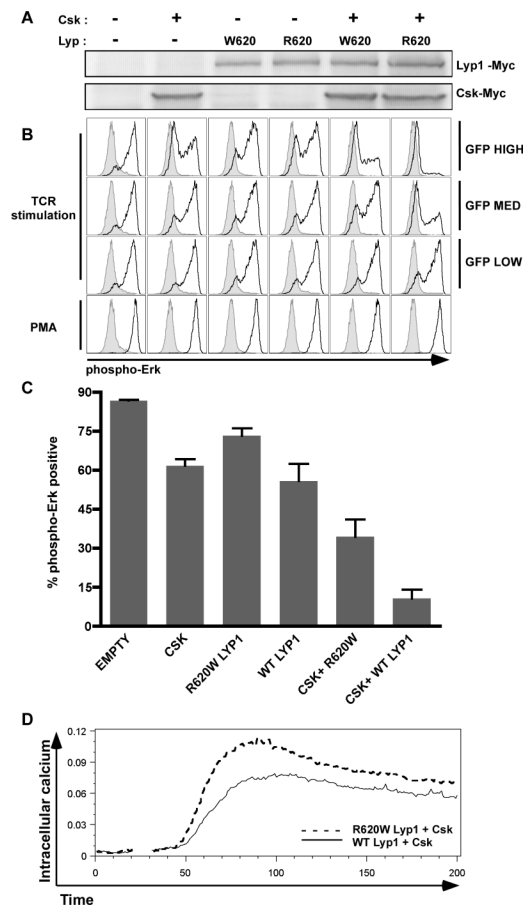 A
Csk : - + - - + +
Lyp : - - W620 R620 W620 R620
Lyp1 -Myc
Csk-Myc
B
GFP HIGH
TCR
stimulation
GFP MED
GFP LOW
PMA
phospho-Erk
C
% phospho-Erk positive
90
75
60
45
30
15
0
EMPTY
CSK
R620W LYP1
WT LYP1
CSK+ R620W
CSK+ WT LYP1
D
Intracellular calcium
0.12
0.09
0.06
0.03
0
R620W Lyp1 + Csk
WT Lyp1 + Csk
0 50 100 150 200
Time